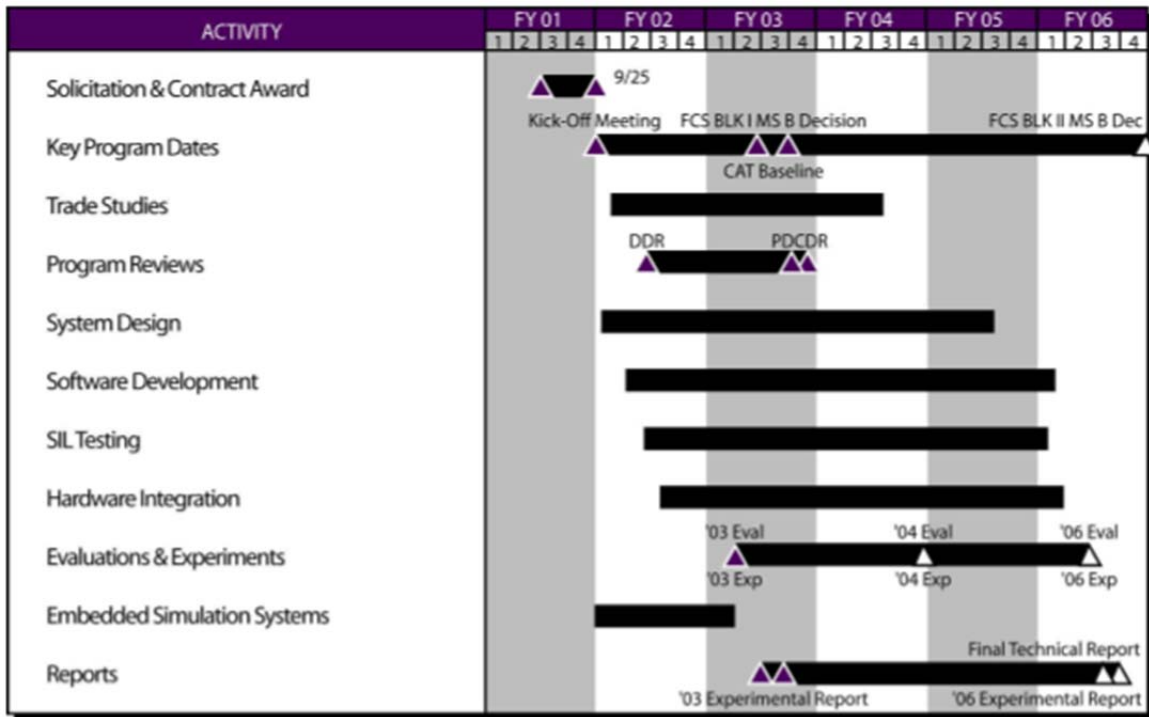 ACTIVITY
FY 01 FY 02 FY 03 FY 04 FY 05 FY 06
1 2 3 4 1 2 3 4 1 2 3 4 1 2 3 4 1 2 3 4 1 2 3 4
Solicitation & Contract Award
9/25
Kick-Off Meeting FCS BLK I MS B Decision FCS BLK II MS B Dec
Key Program Dates
CAT Baseline
Trade Studies
DDR PDCDR
Program Reviews
System Design
Software Development
SIL Testing
Hardware Integration
'03 Eval '04 Eval '06 Eval
Evaluations & Experiments
'03 Exp '04 Exp '06 Exp
Embedded Simulation Systems
Final Technical Report
Reports
'03 Experimental Report '06 Experimental Report